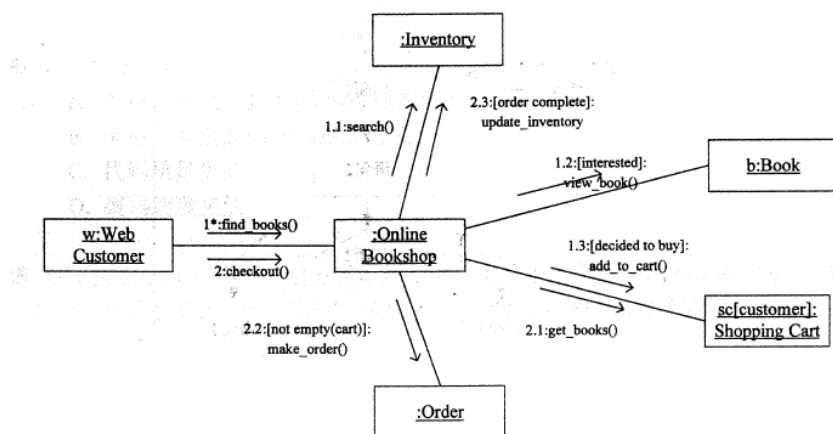 :Inventory
1.1:search()
2.3:[order complete]:
update_inventory
1.2:[interested]:
view_book()
b:Book
w:Web
Customer
1*:find_books()
2:checkout()
:Online
Bookshop
1.3:[decided to buy]:
add_to_cart()
sc[customer]:
Shopping Cart
2.1:get_books()
2.2:[not empty(cart)]:
make_order()
:Order